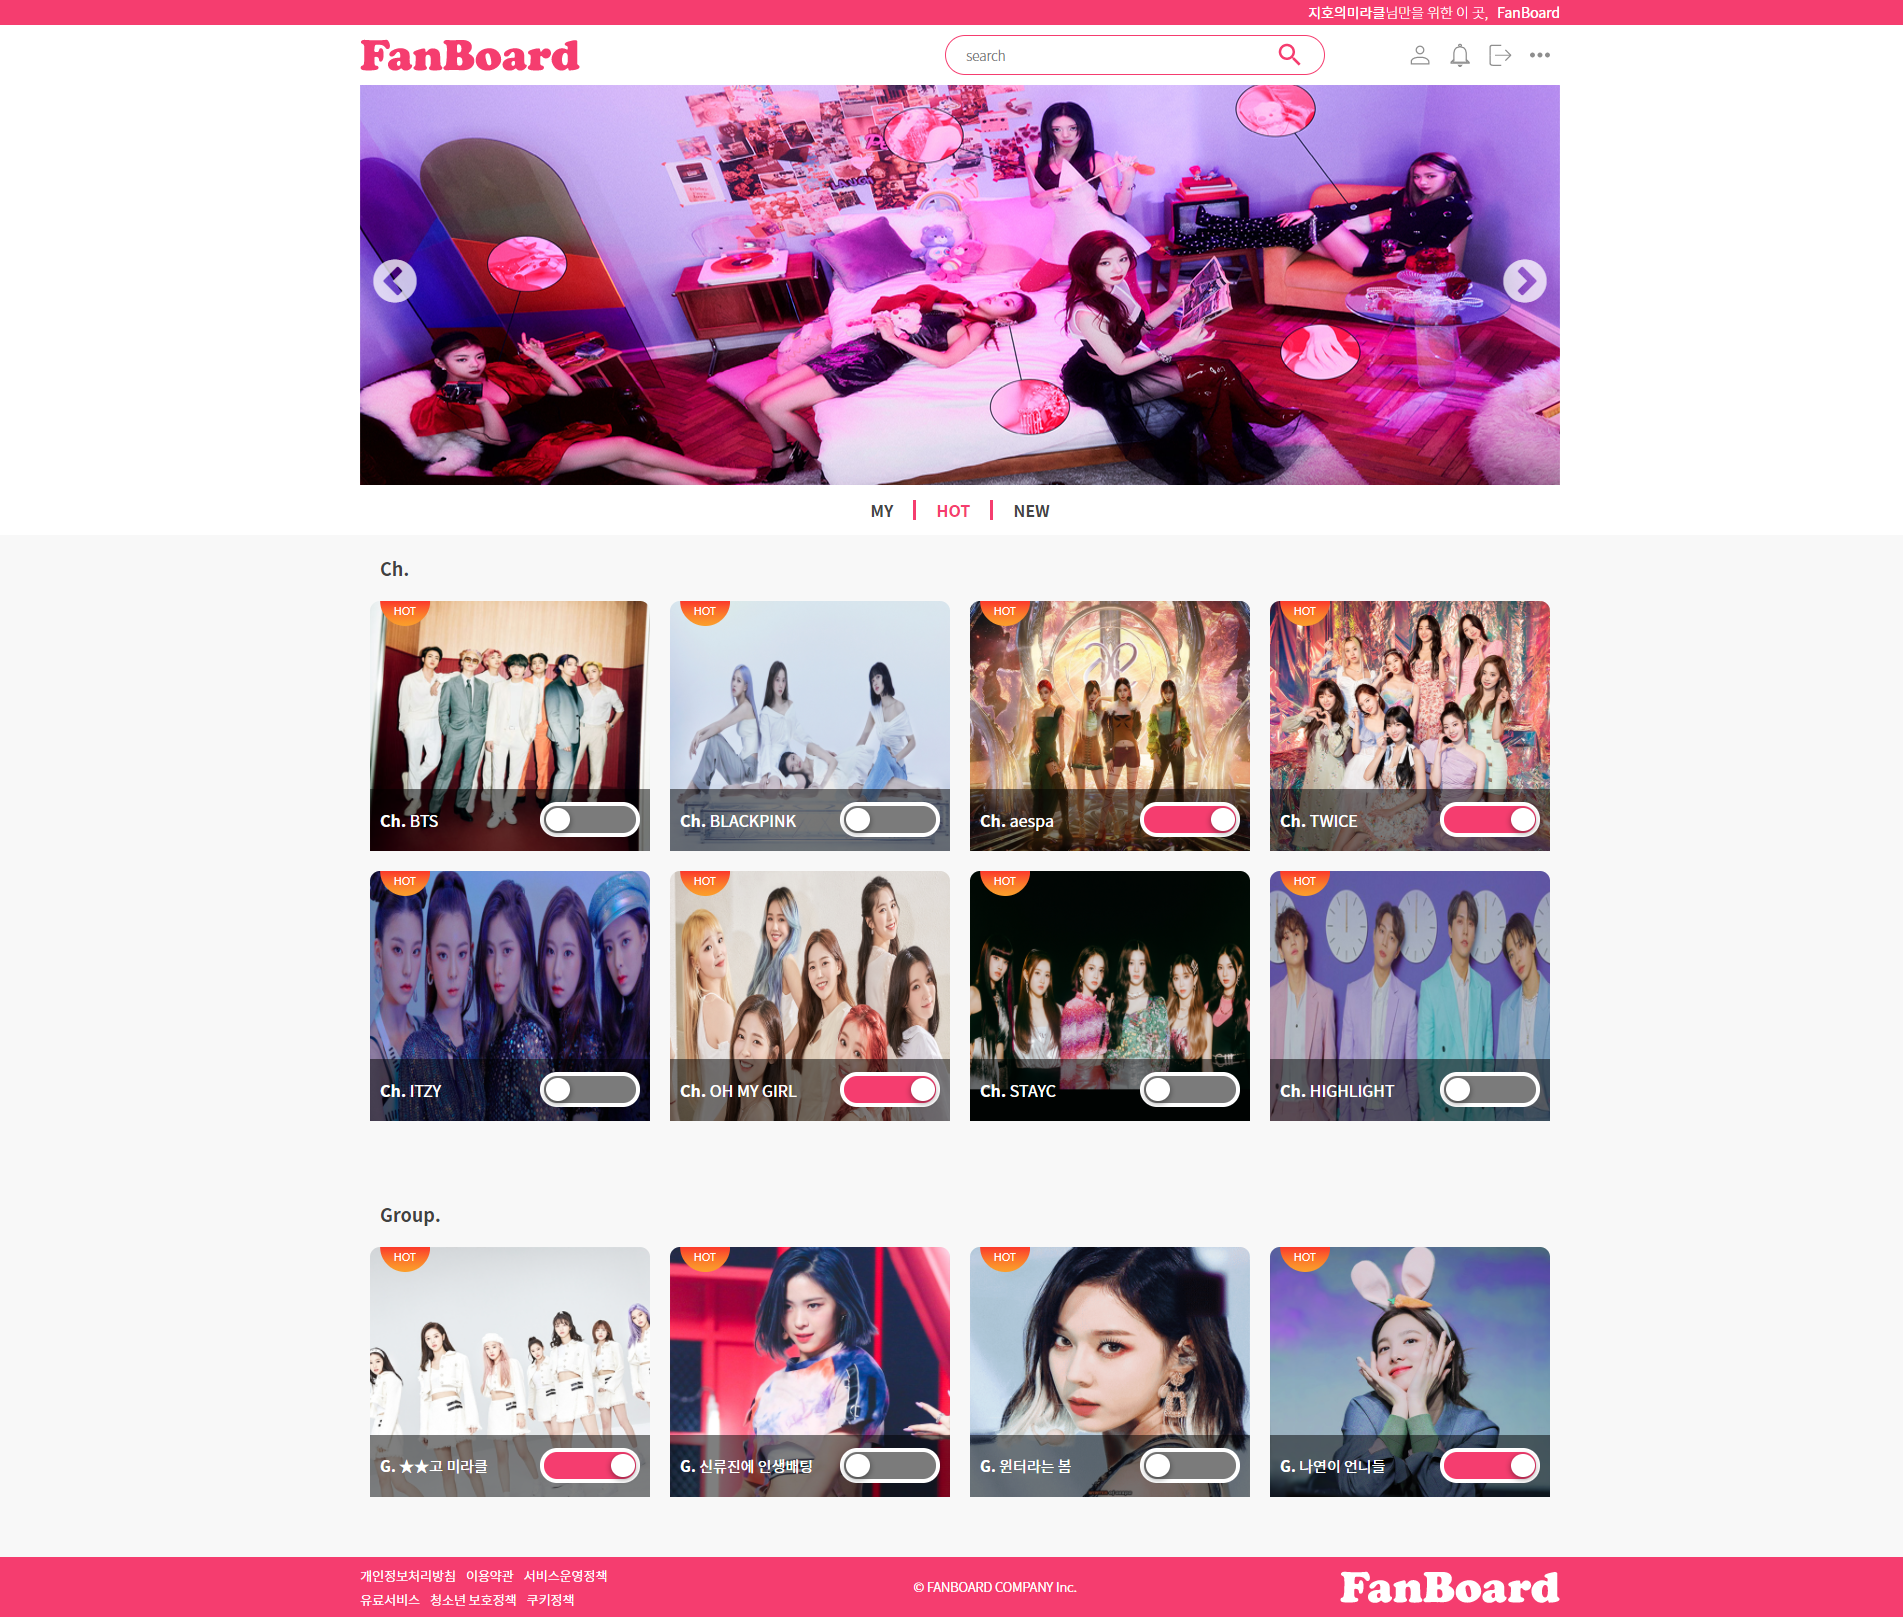 지호의미라클님만을 위한 이 곳, FanBoard
FanBoard
search
MY
HOT
NEW
Ch.
HOT
HOT
HOT
HOT
Ch. BTS
Ch. BLACKPINK
Ch. aespa
Ch. TWICE
HOT
HOT
HOT
HOT
Ch. ITZY
Ch. OH MY GIRL
Ch. STAYC
Ch. HIGHLIGHT
Group.
HOT
HOT
HOT
HOT
G. ★★고 미라클
G. 신류진에 인생배팅
G. 윈터라는 봄
G. 나연이 언니들
개인정보처리방침 이용약관 서비스운영정책
유료서비스 청소년 보호정책 쿠키정책
© FANBOARD COMPANY Inc.
FanBoard